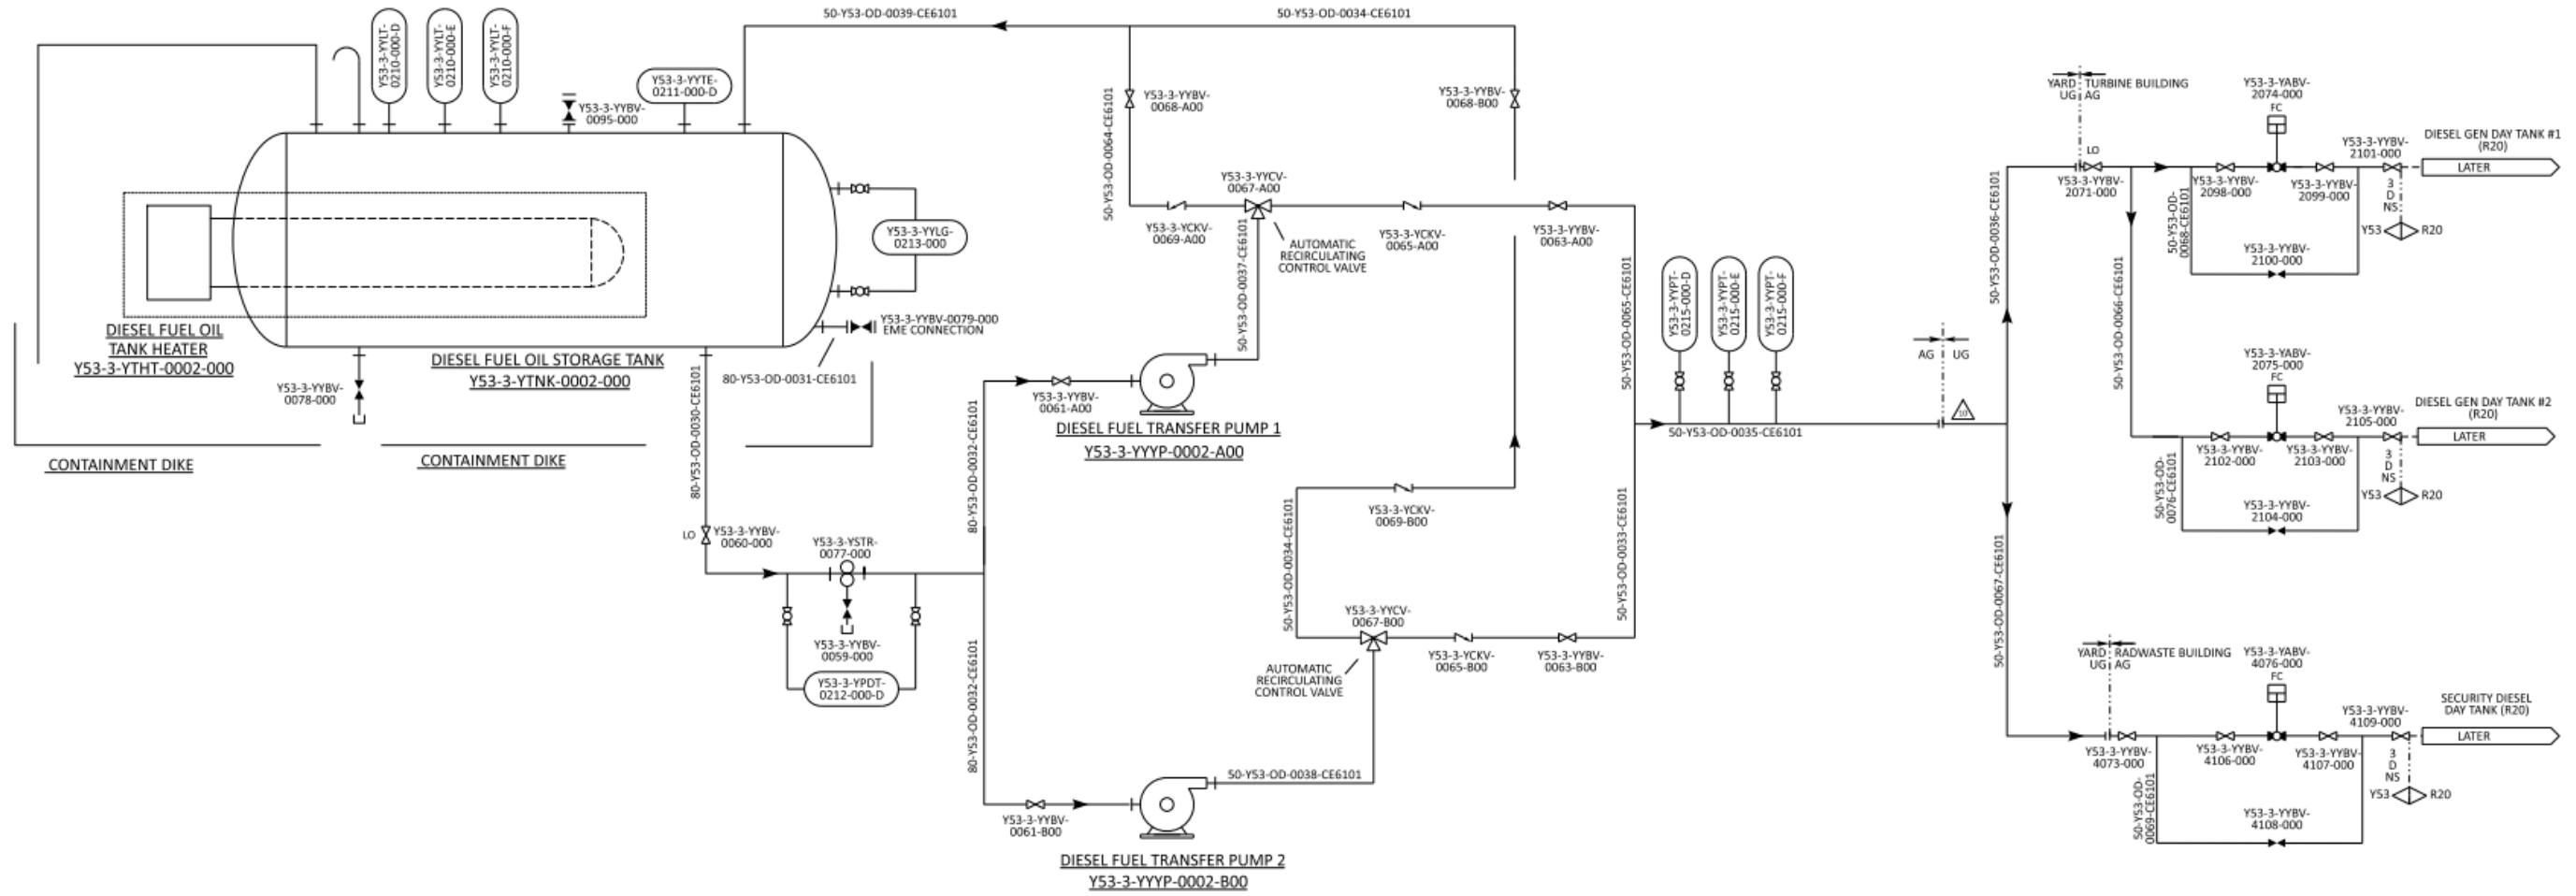 50-Y53-OD-0039-CE6101
50-Y53-OD-0034-CE6101
Y53-3-YYLT-
0210-000-D
Y53-3-YYLT-
0210-000-E
Y53-3-YYLT-
0210-000-F
Y53-3-YYBV-
0095-000
Y53-3-YYTE-
0211-000-D
Y53-3-YYLG-
0213-000
Y53-3-YYBV-0079-000
EME CONNECTION
80-Y53-OD-0031-CE6101
DIESEL FUEL OIL
TANK HEATER
Y53-3-YTHT-0002-000
DIESEL FUEL OIL STORAGE TANK
Y53-3-YTNK-0002-000
Y53-3-YYBV-
0078-000
CONTAINMENT DIKE
CONTAINMENT DIKE
80-Y53-OD-0030-CE6101
LO
Y53-3-YYBV-
0060-000
Y53-3-YSTR-
0077-000
Y53-3-YYBV-
0059-000
Y53-3-YPDT-
0212-000-D
80-Y53-OD-0032-CE6101
80-Y53-OD-0032-CE6101
Y53-3-YYBV-
0061-A00
DIESEL FUEL TRANSFER PUMP 1
Y53-3-YYYP-0002-A00
Y53-3-YYBV-
0061-B00
DIESEL FUEL TRANSFER PUMP 2
Y53-3-YYYP-0002-B00
50-Y53-OD-0064-CE6101
Y53-3-YYBV-
0068-A00
Y53-3-YYBV-
0068-B00
Y53-3-YCKV-
0069-A00
Y53-3-YYCV-
0067-A00
50-Y53-OD-0037-CE6101
AUTOMATIC
RECIRCULATING
CONTROL VALVE
Y53-3-YCKV-
0065-A00
Y53-3-YYBV-
0063-A00
50-Y53-OD-0065-CE6101
Y53-3-YCKV-
0069-B00
50-Y53-OD-0034-CE6101
Y53-3-YYCV-
0067-B00
AUTOMATIC
RECIRCULATING
CONTROL VALVE
50-Y53-OD-0038-CE6101
Y53-3-YCKV-
0065-B00
Y53-3-YYBV-
0063-B00
50-Y53-OD-0033-CE6101
Y53-3-YYPT-
0215-000-D
Y53-3-YYPT-
0215-000-E
Y53-3-YYPT-
0215-000-F
50-Y53-OD-0035-CE6101
AG UG
10
50-Y53-OD-0036-CE6101
50-Y53-OD-0067-CE6101
YARD TURBINE BUILDING
UG AG
LO
Y53-3-YYBV-
2071-000
50-Y53-OD-0066-CE6101
50-Y53-OD-
0068-CE6101
Y53-3-YABV-
2074-000
FC
Y53-3-YYBV-
2098-000
Y53-3-YYBV-
2099-000
Y53-3-YYBV-
2100-000
Y53-3-YYBV-
2101-000
DIESEL GEN DAY TANK #1
(R20)
LATER
3
D
NS
Y53 R20
Y53-3-YABV-
2075-000
FC
50-Y53-OD-
0076-CE6101
Y53-3-YYBV-
2102-000
Y53-3-YYBV-
2103-000
Y53-3-YYBV-
2104-000
Y53-3-YYBV-
2105-000
DIESEL GEN DAY TANK #2
(R20)
LATER
3
D
NS
Y53 R20
YARD RADWASTE BUILDING
UG AG
Y53-3-YYBV-
4073-000
50-Y53-OD-
0069-CE6101
Y53-3-YABV-
4076-000
FC
Y53-3-YYBV-
4106-000
Y53-3-YYBV-
4107-000
Y53-3-YYBV-
4108-000
Y53-3-YYBV-
4109-000
SECURITY DIESEL
DAY TANK (R20)
LATER
3
D
NS
Y53 R20